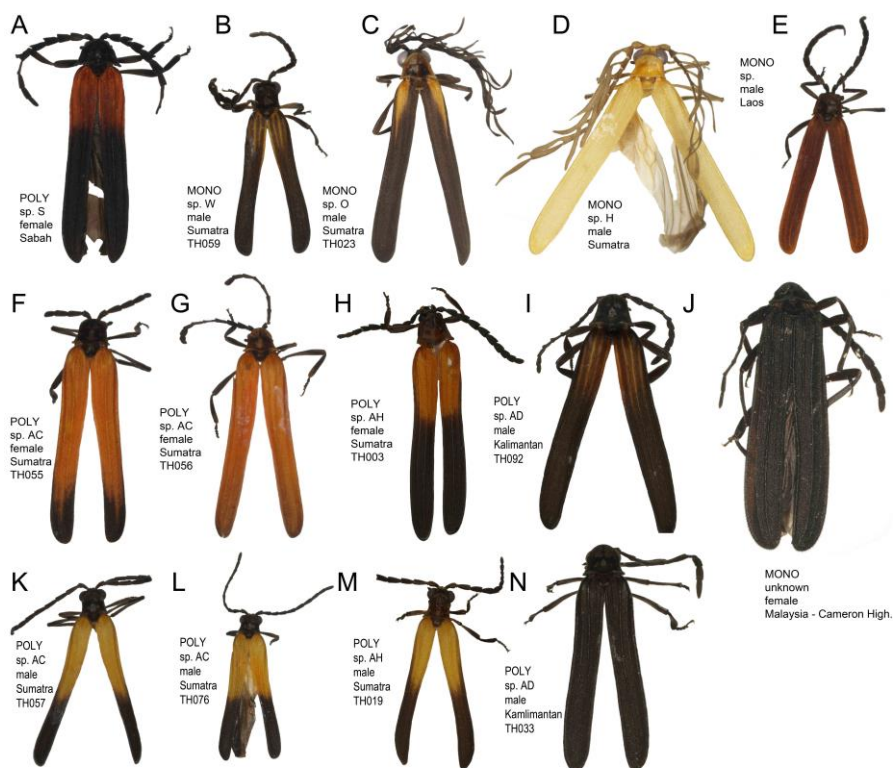 A
POLY
sp. S
female
Sabah
B
MONO
sp. W
male
Sumatra
TH059
C
MONO
sp. O
male
Sumatra
TH023
D
MONO
sp. H
male
Sumatra
E
MONO
sp.
male
Laos
F
POLY
sp. AC
female
Sumatra
TH055
G
POLY
sp. AC
female
Sumatra
TH056
H
POLY
sp. AH
female
Sumatra
TH003
I
POLY
sp. AD
male
Kalimantan
TH092
J
MONO
unknown
female
Malaysia - Cameron High.
K
POLY
sp. AC
male
Sumatra
TH057
L
POLY
sp. AC
male
Sumatra
TH076
M
POLY
sp. AH
male
Sumatra
TH019
N
POLY
sp. AD
male
Kamlimantan
TH033